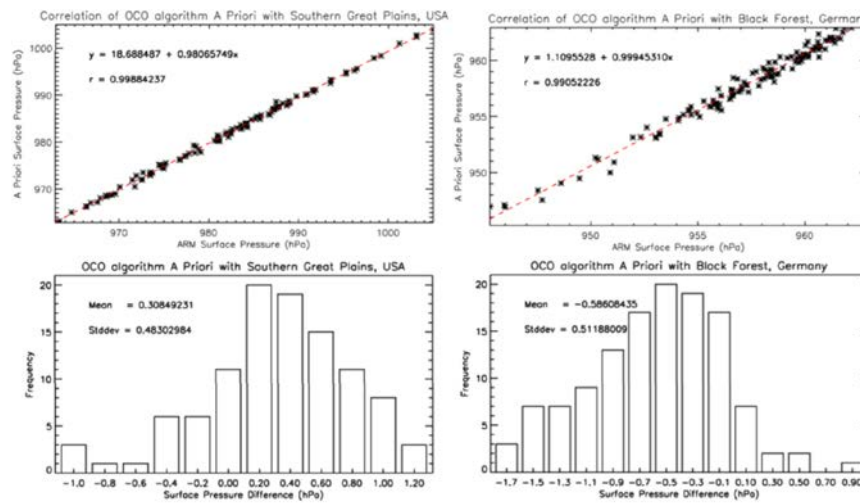 Correlation of OCO algorithm A Priori with Southern Great Plains, USA
y = 18.688487 + 0.98065749x
r = 0.99884237
1000
990
980
970
A Priori Surface Pressure (hPa)
970 980 990 1000
ARM Surface Pressure (hPa)
Correlation of OCO algorithm A Priori with Black Forest, Germany
y = 1.1095528 + 0.99945310x
r = 0.99052226
960
955
950
A Priori Surface Pressure (hPa)
950 955 960
ARM Surface Pressure (hPa)
OCO algorithm A Priori with Southern Great Plains, USA
Mean = 0.30849231
Stddev = 0.48302984
20
15
10
5
0
Frequency
-1.0 -0.8 -0.6 -0.4 -0.2 0.00 0.20 0.40 0.60 0.80 1.00 1.20
Surface Pressure Difference (hPa)
OCO algorithm A Priori with Black Forest, Germany
Mean = -0.58608435
Stddev = 0.51188009
20
15
10
5
0
Frequency
-1.7 -1.5 -1.3 -1.1 -0.9 -0.7 -0.5 -0.3 -0.1 0.10 0.30 0.50 0.70 0.90
Surface Pressure Difference (hPa)